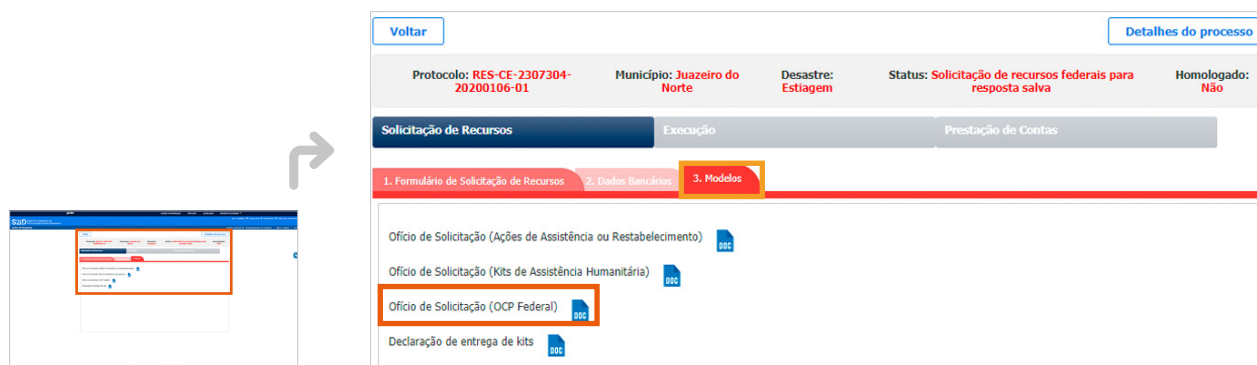 Voltar
Detalhes do processo
Protocolo: RES-CE-2307304-
20200106-01
Município: Juazeiro do
Norte
Desastre:
Estiagem
Status: Solicitação de recursos federais para
resposta salva
Homologado:
Não
Solicitação de Recursos
Execução
Prestação de Contas
1. Formulário de Solicitação de Recursos
2. Dados Bancários
3. Modelos
Ofício de Solicitação (Ações de Assistência ou Restabelecimento)
DOC
Ofício de Solicitação (Kits de Assistência Humanitária)
DOC
Ofício de Solicitação (OCP Federal)
DOC
Declaração de entrega de kits
DOC
S2iD